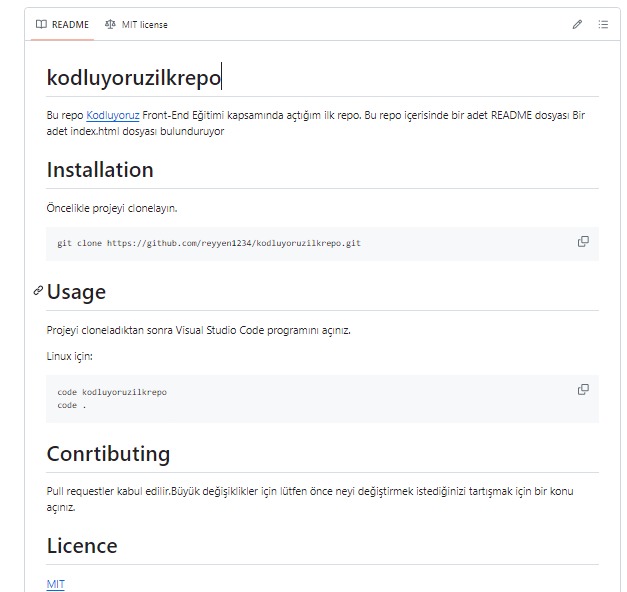 README
MIT license
kodluyoruzilkrepo
Bu repo Kodluyoruz Front-End Eğitimi kapsamında açtığım ilk repo. Bu repo içerisinde bir adet README dosyası Bir
adet index.html dosyası bulunduruyor
Installation
Öncelikle projeyi clonelayın.
git clone https://github.com/reyyen1234/kodluyoruzilkrepo.git
Usage
Projeyi cloneladıktan sonra Visual Studio Code programını açınız.
Linux için:
code kodluyoruzilkrepo
code .
Conrtibuting
Pull requestler kabul edilir.Büyük değişiklikler için lütfen önce neyi değiştirmek istediğinizi tartışmak için bir konu
açınız.
Licence
MIT